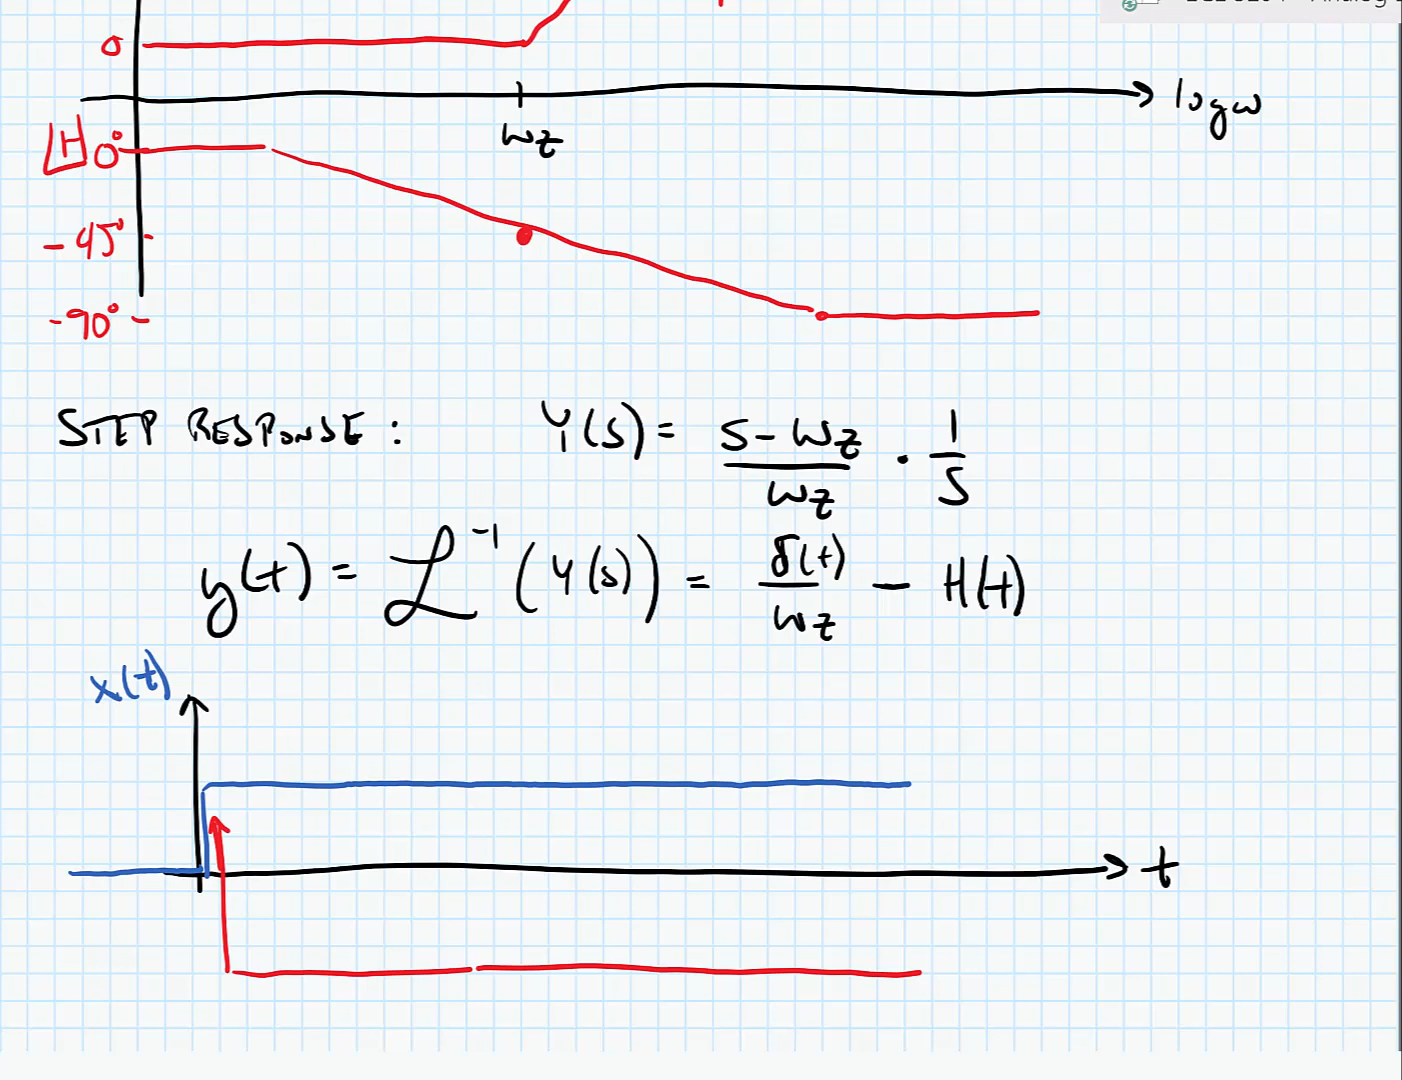 0
log ω
ωz
∠H 0°
-45°
-90°
STEP RESPONSE: Y(s) = (s - ωz)/ωz · 1/s
y(t) = ℒ⁻¹(Y(s)) = δ(t)/ωz - H(t)
x(t)
t